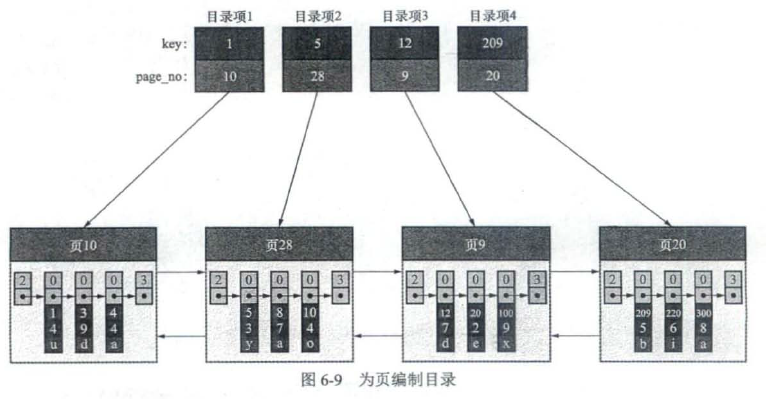 目录项1 目录项2 目录项3 目录项4
key: 1 5 12 209
page_no: 10 28 9 20
页10 页28 页9 页20
2 0 0 0 3 2 0 0 0 3 2 0 0 0 3 2 0 0 0 3
1 3 4 5 8 10 12 20 100 209 220 300
4 9 4 3 7 4 7 2 9 5 6 8
u d a y a o d e x b i a
图 6-9 为页编制目录